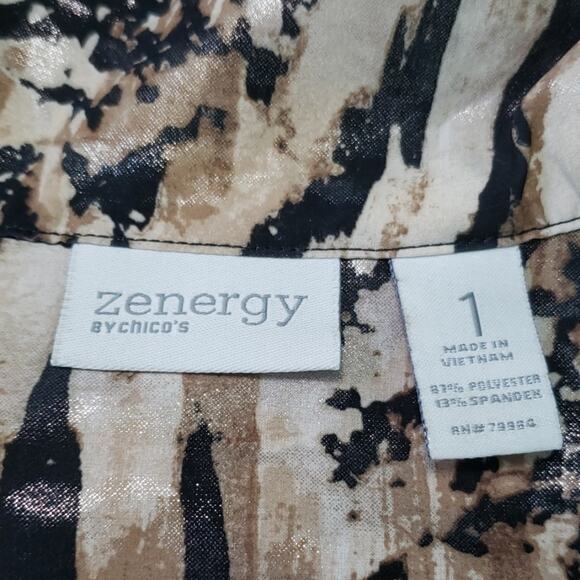 zenergy
BY CHICO'S
1
MADE IN
VIETNAM
87% POLYESTER
13% SPANDEX
RN# 79984